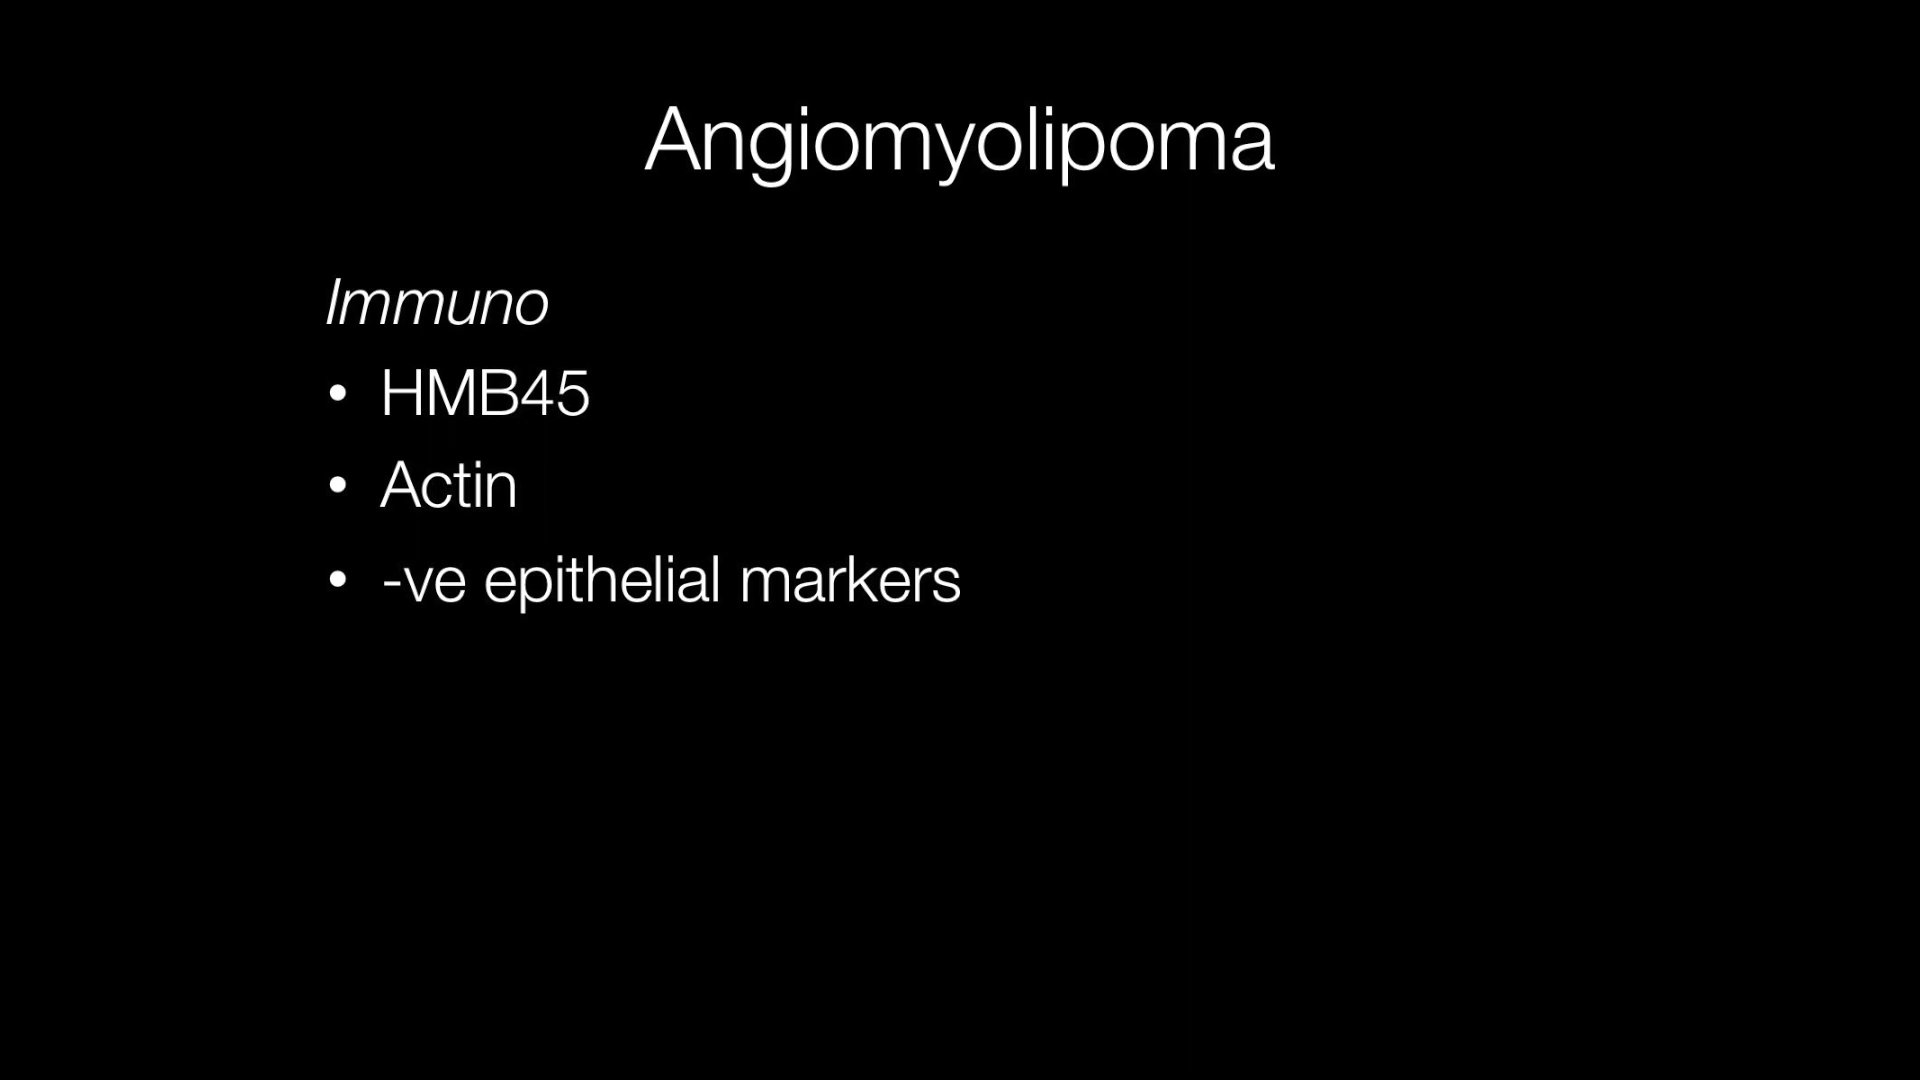 Angiomyolipoma
Immuno
• HMB45
• Actin
• -ve epithelial markers